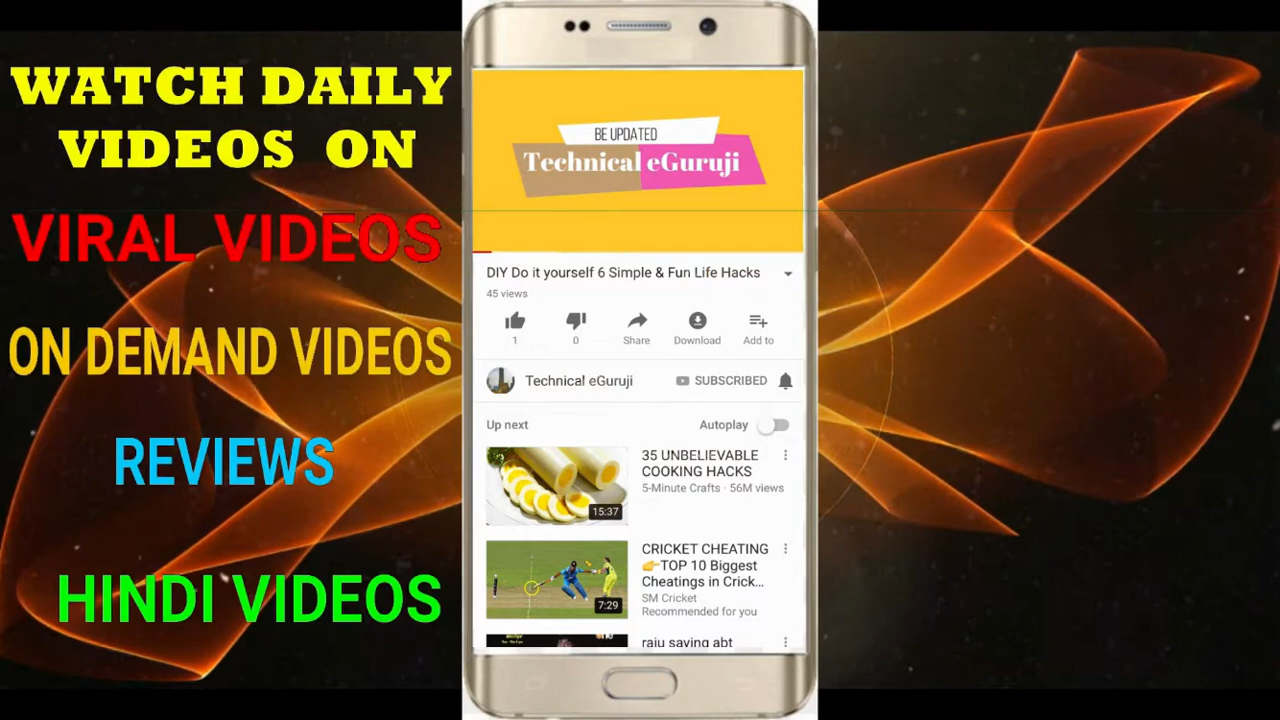 WATCH DAILY
VIDEOS ON
VIRAL VIDEOS
ON DEMAND VIDEOS
REVIEWS
HINDI VIDEOS
BE UPDATED
Technical eGuruji
DIY Do it yourself 6 Simple & Fun Life Hacks
45 views
1
0
Share
Download
Add to
Technical eGuruji
SUBSCRIBED
Up next
Autoplay
35 UNBELIEVABLE
COOKING HACKS
5-Minute Crafts · 56M views
15:37
CRICKET CHEATING
👉TOP 10 Biggest
Cheatings in Crick...
SM Cricket
Recommended for you
7:29
raju saying abt